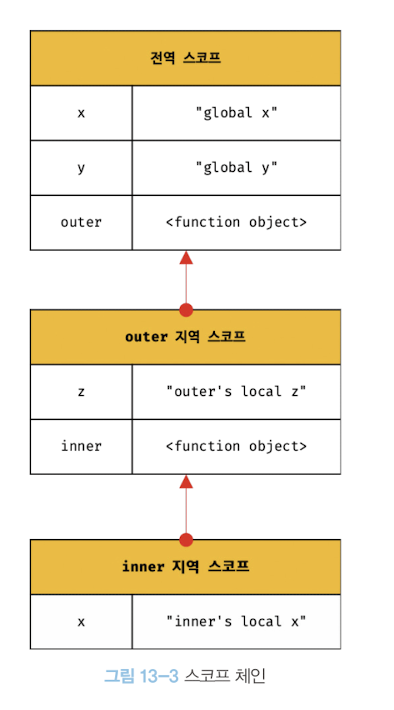 전역 스코프
x "global x"
y "global y"
outer <function object>
outer 지역 스코프
z "outer's local z"
inner <function object>
inner 지역 스코프
x "inner's local x"
그림 13-3 스코프 체인